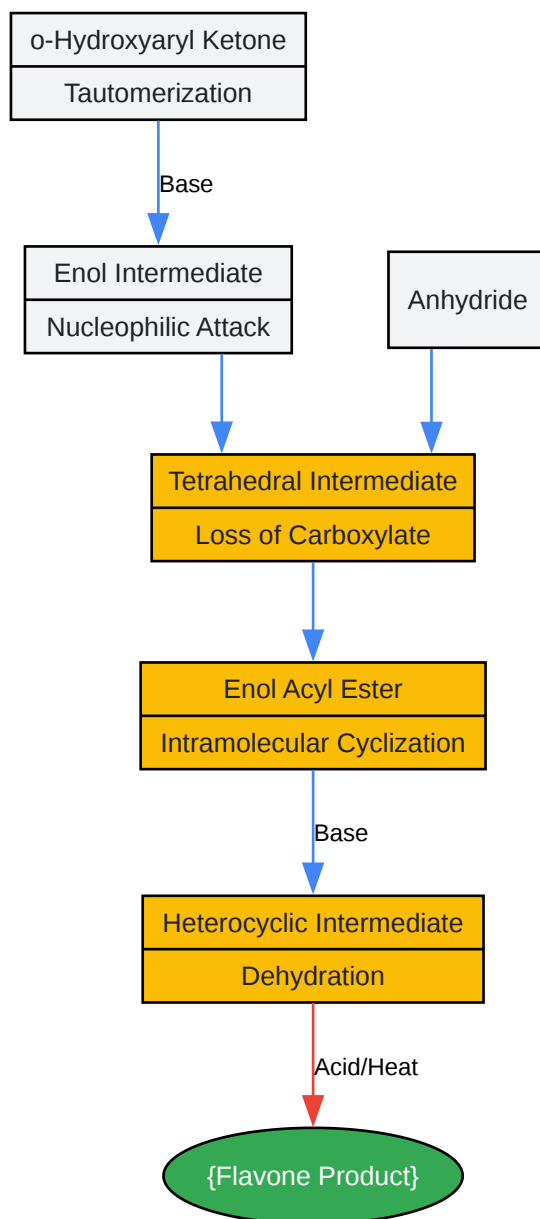 o-Hydroxyaryl Ketone
Tautomerization
Base
Enol Intermediate
Nucleophilic Attack
Anhydride
Tetrahedral Intermediate
Loss of Carboxylate
Enol Acyl Ester
Intramolecular Cyclization
Base
Heterocyclic Intermediate
Dehydration
Acid/Heat
{Flavone Product}